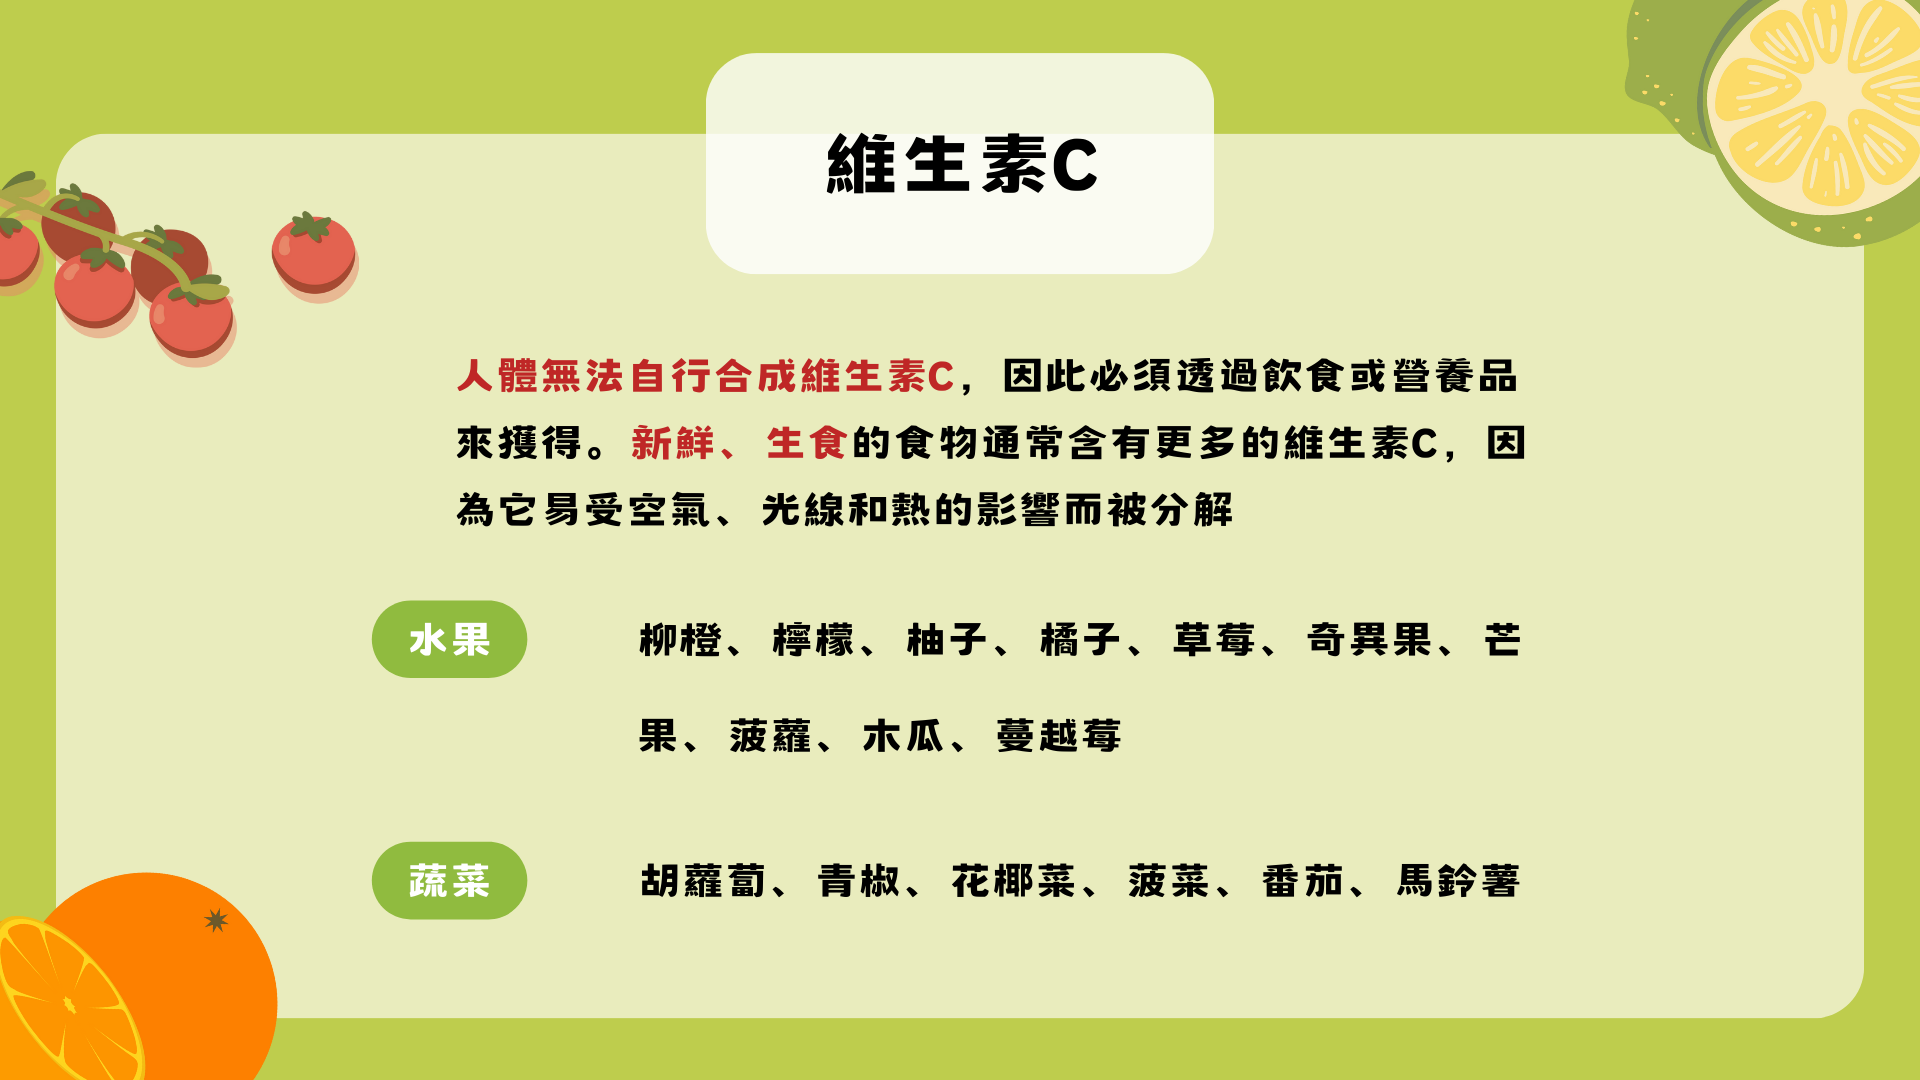 維生素C
人體無法自行合成維生素C，因此必須透過飲食或營養品
來獲得。新鮮、生食的食物通常含有更多的維生素C，因
為它易受空氣、光線和熱的影響而被分解
水果
柳橙、檸檬、柚子、橘子、草莓、奇異果、芒
果、菠蘿、木瓜、蔓越莓
蔬菜
胡蘿蔔、青椒、花椰菜、菠菜、番茄、馬鈴薯